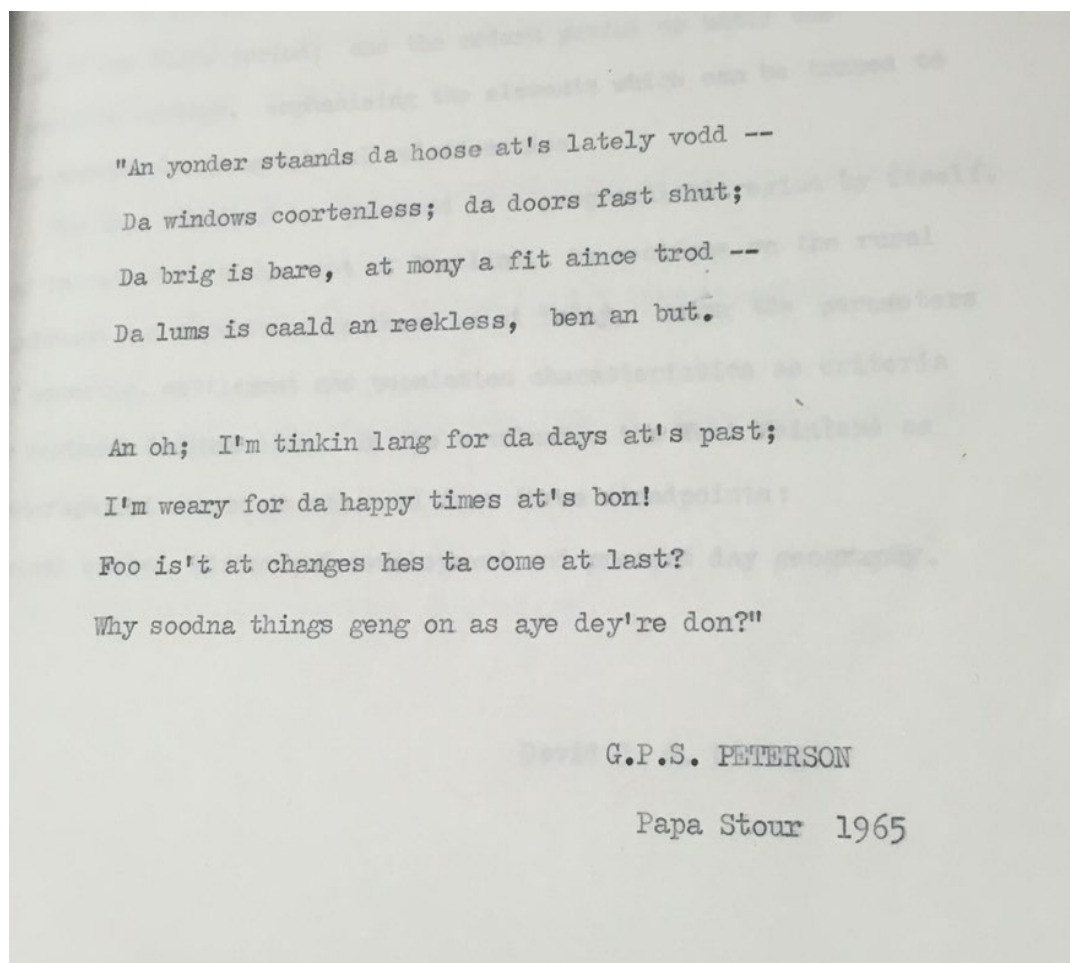 "An yonder staands da hoose at's lately vodd --
Da windows coortenless; da doors fast shut;
Da brig is bare, at mony a fit aince trod --
Da lums is caald an reekless, ben an but.
An oh; I'm tinkin lang for da days at's past;
I'm weary for da happy times at's bon!
Foo is't at changes hes ta come at last?
Why soodna things geng on as aye dey're don?"
G.P.S. PETERSON
Papa Stour 1965